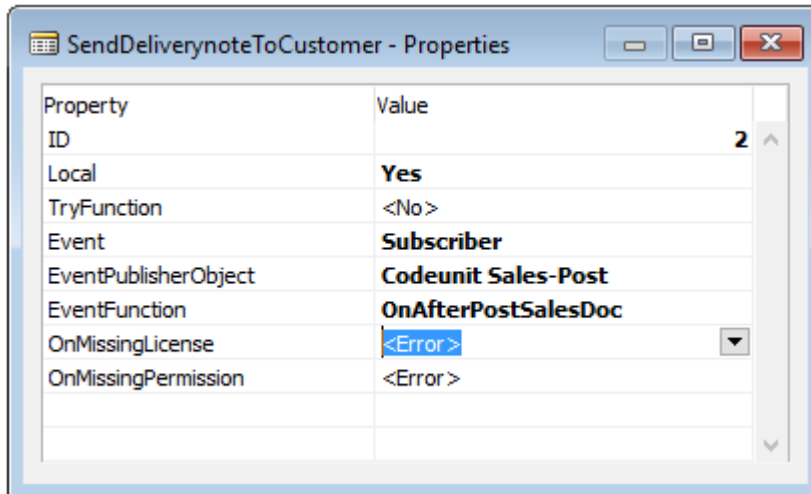 SendDeliverynoteToCustomer - Properties
Property Value
ID 2
Local Yes
TryFunction <No>
Event Subscriber
EventPublisherObject Codeunit Sales-Post
EventFunction OnAfterPostSalesDoc
OnMissingLicense <Error>
OnMissingPermission <Error>